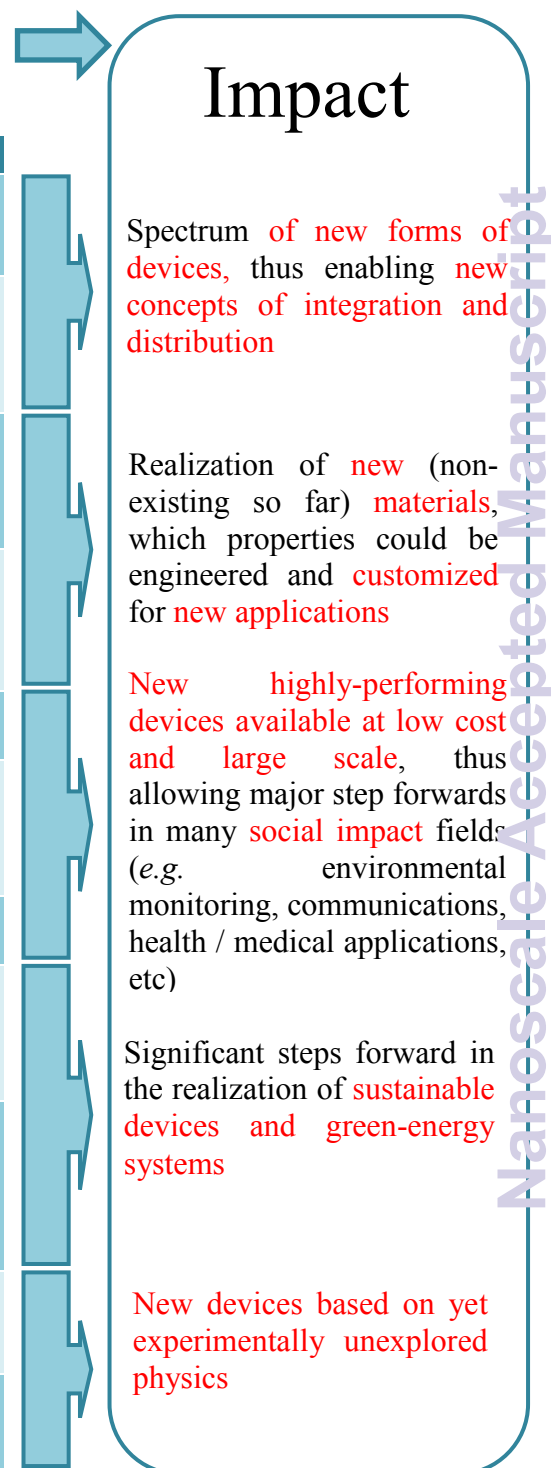 Impact
Spectrum of new forms of
devices, thus enabling new
concepts of integration and
distribution
Realization of new (non-
existing so far) materials,
which properties could be
engineered and customized
for new applications
New highly-performing
devices available at low cost
and large scale, thus
allowing major step forwards
in many social impact fields
(e.g. environmental
monitoring, communications,
health / medical applications,
etc)
Significant steps forward in
the realization of sustainable
devices and green-energy
systems
New devices based on yet
experimentally unexplored
physics
Nanoscale Accepted Manuscript